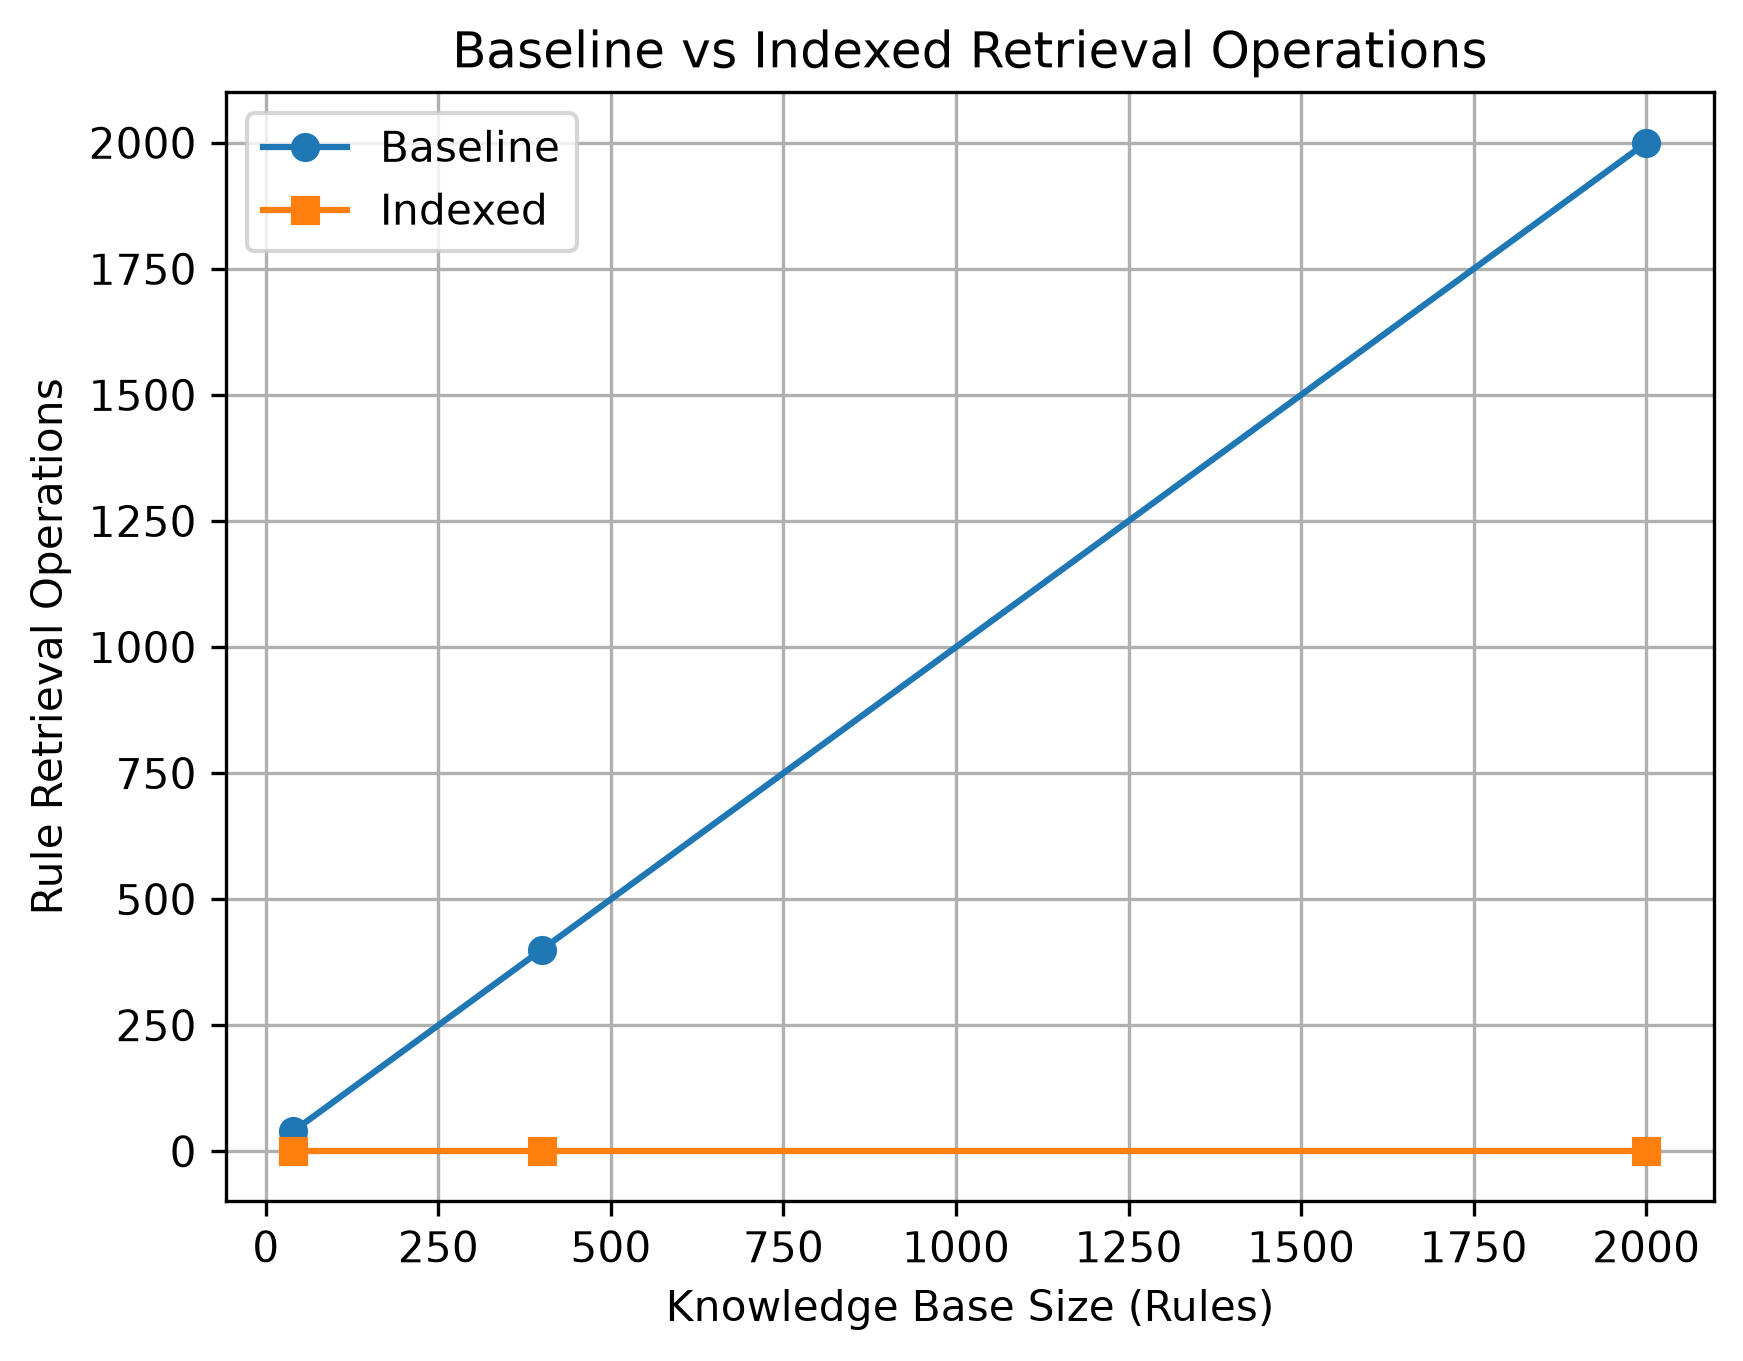 Baseline vs Indexed Retrieval Operations
Baseline
Indexed
2000
1750
1500
1250
1000
750
500
250
0
Rule Retrieval Operations
0 250 500 750 1000 1250 1500 1750 2000
Knowledge Base Size (Rules)